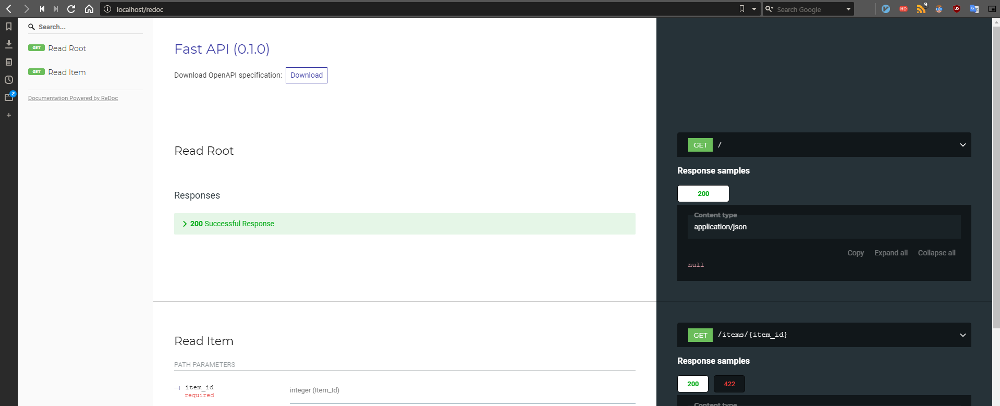 localhost/redoc
Search Google
HD
9
2
Search...
GET Read Root
GET Read Item
Documentation Powered by ReDoc
Fast API (0.1.0)
Download OpenAPI specification: Download
Read Root
Responses
200 Successful Response
GET /
Response samples
200
Content type
application/json
Copy Expand all Collapse all
null
Read Item
PATH PARAMETERS
item_id
required
integer (Item_Id)
GET /items/{item_id}
Response samples
200 422
Content type